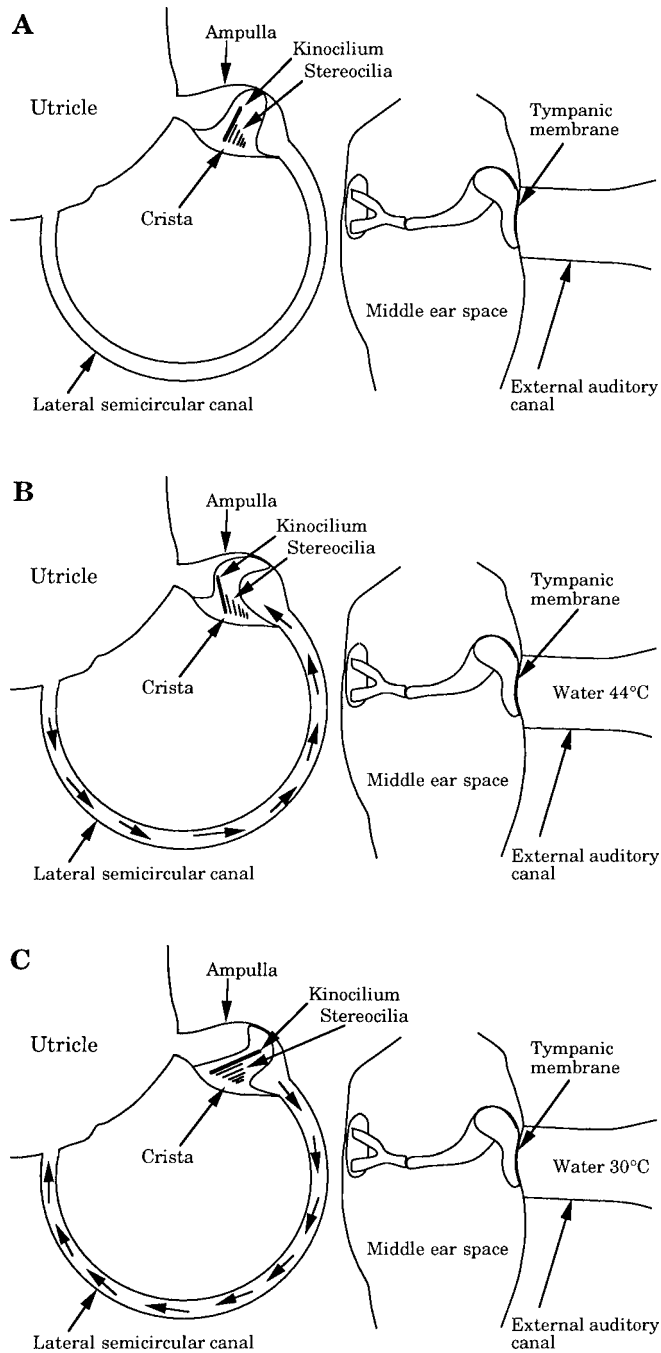 A
Ampulla
Kinocilium
Stereocilia
Utricle
Tympanic
membrane
Crista
Middle ear space
Lateral semicircular canal
External auditory
canal
B
Ampulla
Kinocilium
Stereocilia
Utricle
Tympanic
membrane
Crista
Water 44°C
Middle ear space
Lateral semicircular canal
External auditory
canal
C
Ampulla
Kinocilium
Stereocilia
Utricle
Tympanic
membrane
Crista
Water 30°C
Middle ear space
Lateral semicircular canal
External auditory
canal